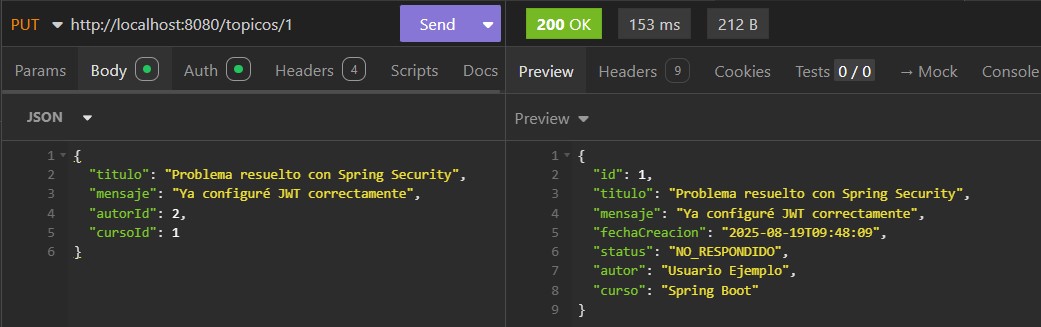 PUT http://localhost:8080/topicos/1 Send
Params Body Auth Headers 4 Scripts Docs
JSON
1 {
2 "titulo": "Problema resuelto con Spring Security",
3 "mensaje": "Ya configuré JWT correctamente",
4 "autorId": 2,
5 "cursoId": 1
6 }
200 OK 153 ms 212 B
Preview Headers 9 Cookies Tests 0 / 0 → Mock Console
Preview
1 {
2 "id": 1,
3 "titulo": "Problema resuelto con Spring Security",
4 "mensaje": "Ya configuré JWT correctamente",
5 "fechaCreacion": "2025-08-19T09:48:09",
6 "status": "NO_RESPONDIDO",
7 "autor": "Usuario Ejemplo",
8 "curso": "Spring Boot"
9 }